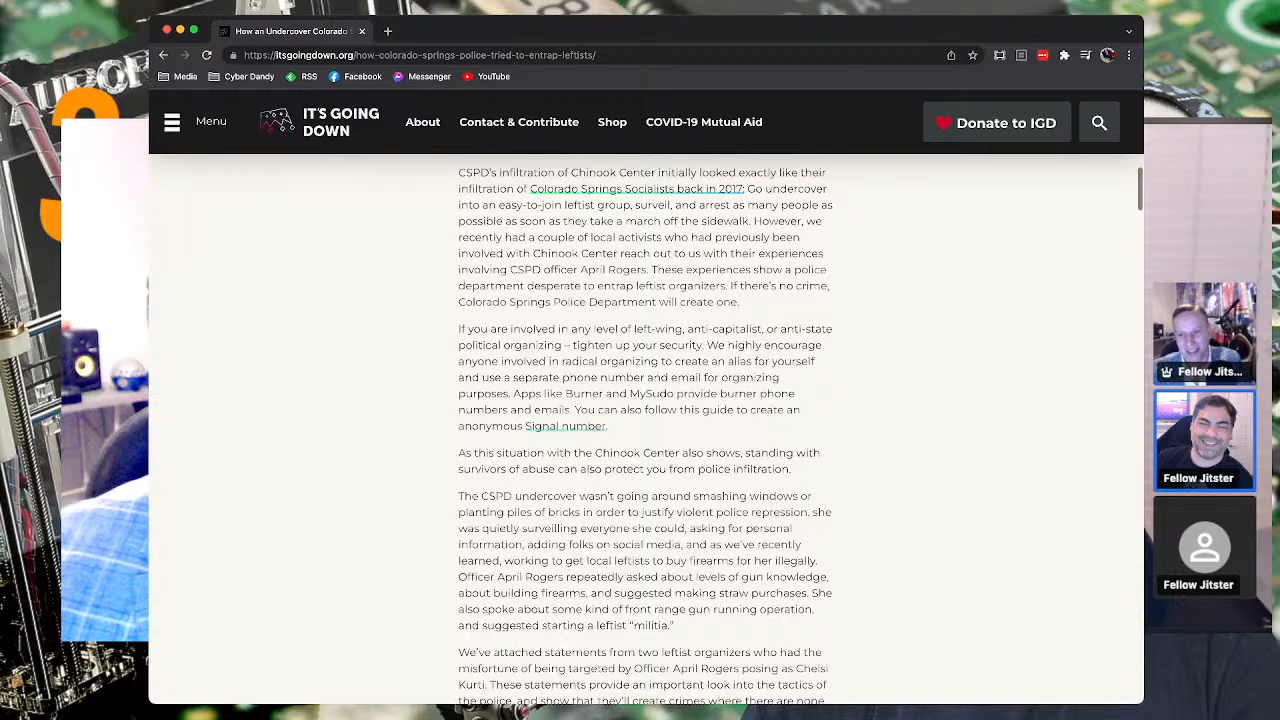 How an Undercover Colorado S
https://itsgoingdown.org/how-colorado-springs-police-tried-to-entrap-leftists/
Media
Cyber Dandy
RSS
Facebook
Messenger
YouTube
Menu
IT'S GOING
DOWN
About
Contact & Contribute
Shop
COVID-19 Mutual Aid
Donate to IGD
CSPD's infiltration of Chinook Center initially looked exactly like their
infiltration of Colorado Springs Socialists back in 2017: Go undercover
into an easy-to-join leftist group, surveil, and arrest as many people as
possible as soon as they take a march off the sidewalk. However, we
recently had a couple of local activists who had previously been
involved with Chinook Center reach out to us with their experiences
involving CSPD officer April Rogers. These experiences show a police
department desperate to entrap leftist organizers. If there's no crime,
Colorado Springs Police Department will create one.
If you are involved in any level of left-wing, anti-capitalist, or anti-state
political organizing – tighten up your security. We highly encourage
anyone involved in radical organizing to create an alias for yourself
and use a separate phone number and email for organizing
purposes. Apps like Burner and MySudo provide burner phone
numbers and emails. You can also follow this guide to create an
anonymous Signal number.
As this situation with the Chinook Center also shows, standing with
survivors of abuse can also protect you from police infiltration.
The CSPD undercover wasn't going around smashing windows or
planting piles of bricks in order to justify violent police repression, she
was quietly surveilling everyone she could, asking for personal
information, adding folks on social media, and as we've recently
learned, working to get local leftists to buy firearms for her illegally.
Officer April Rogers repeatedly asked about levels of gun knowledge,
about building firearms, and suggested making straw purchases. She
also spoke about some kind of front range gun running operation,
and suggested starting a leftist "militia."
We've attached statements from two leftist organizers who had the
misfortune of being targeted by Officer April Rogers posing as Chelsi
Kurti. These statements provide an important look into the tactics of
the police, and show that they'll create crimes where there are none
Fellow Jits...
Fellow Jitster
Fellow Jitster